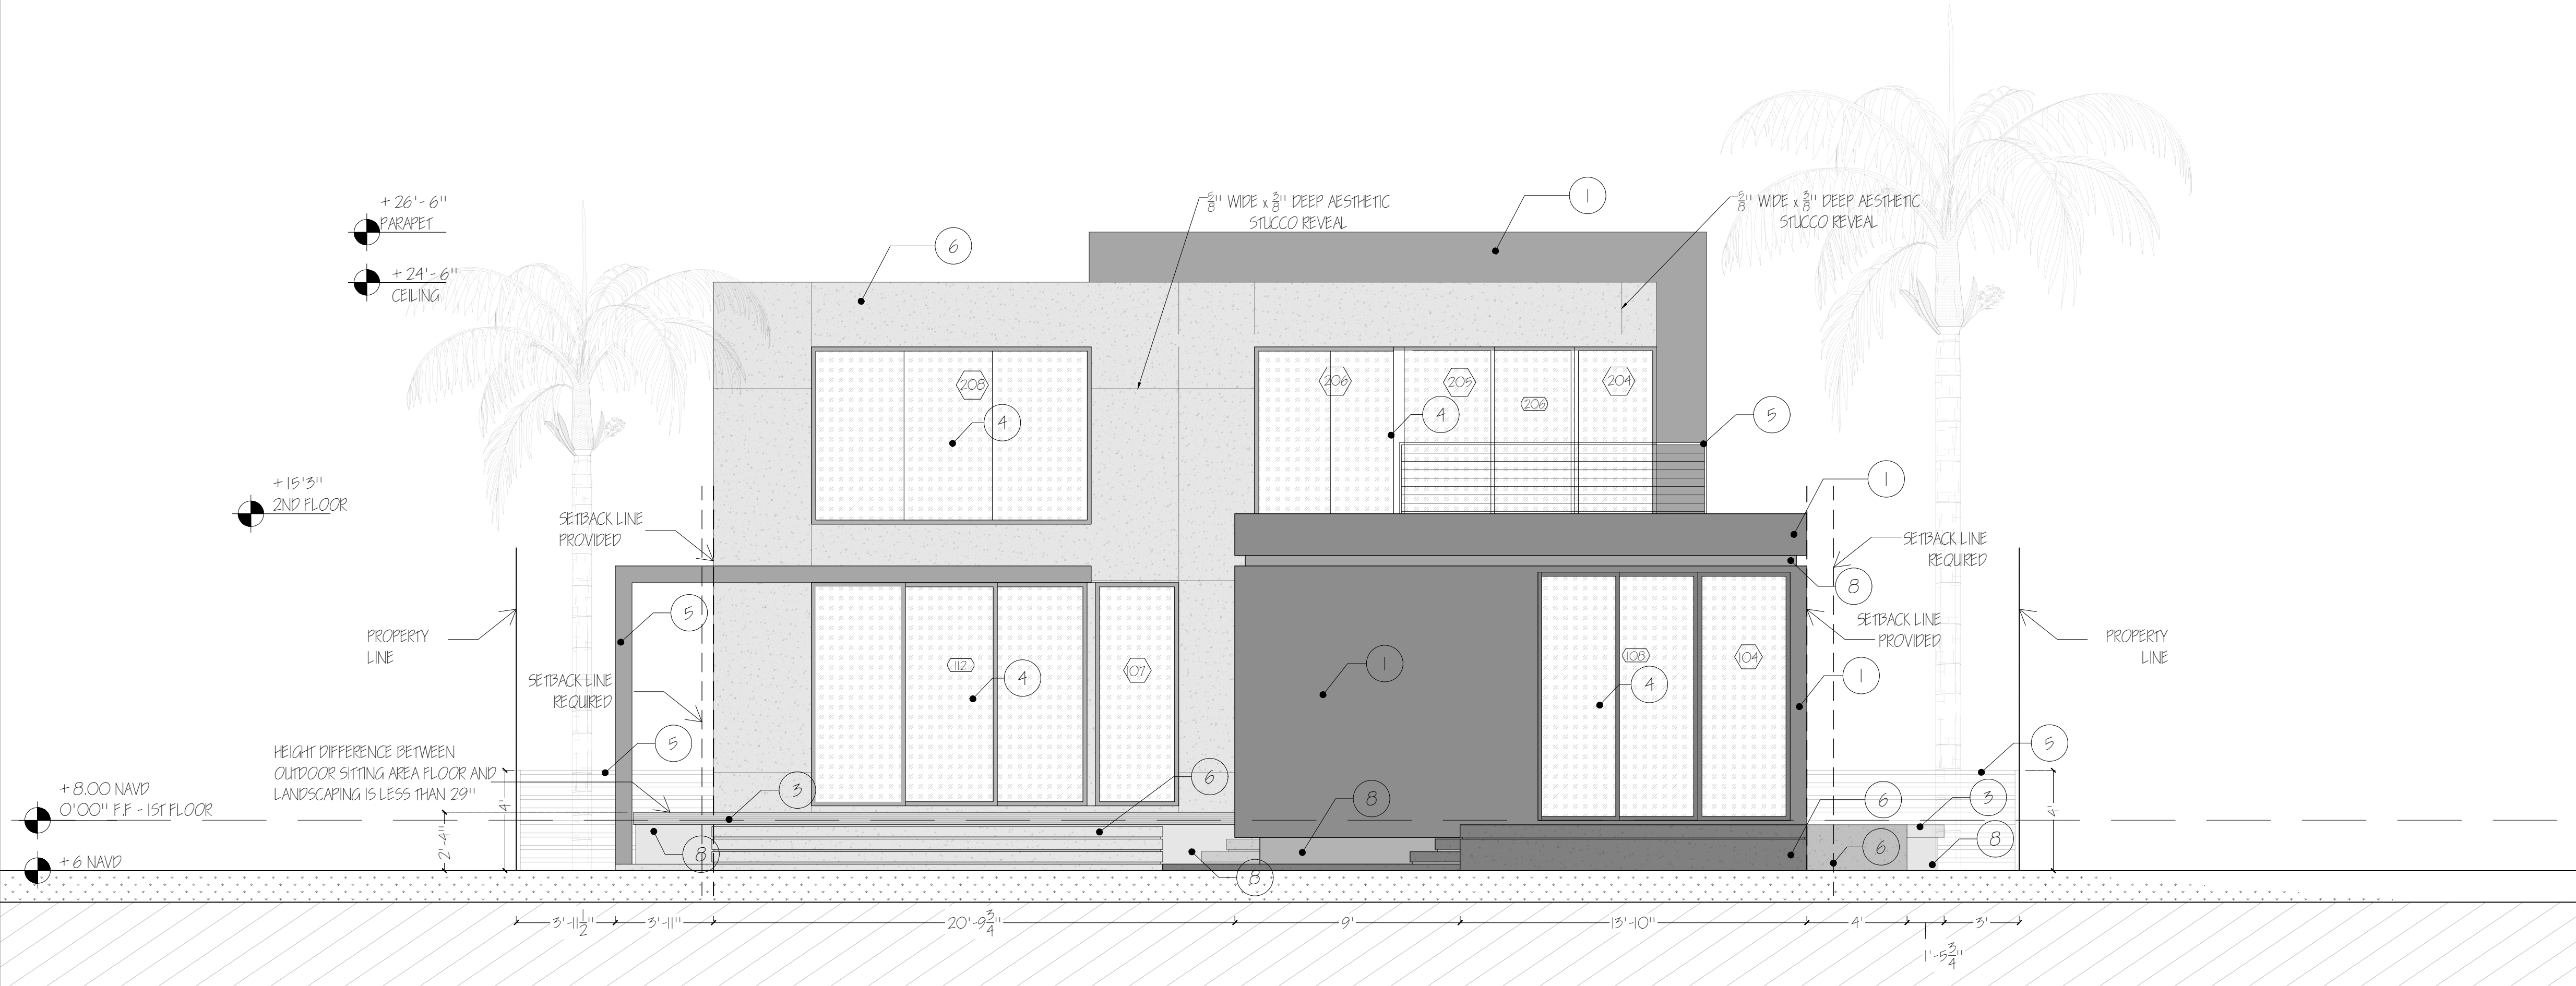 +26'-6"
PARAPET
+24'-6"
CEILING
+15'3"
2ND FLOOR
+8.00 NAVD
0'00" F.F - 1ST FLOOR
+6 NAVD
5/8" WIDE x 3/8" DEEP AESTHETIC
STUCCO REVEAL
5/8" WIDE x 3/8" DEEP AESTHETIC
STUCCO REVEAL
1
6
208
4
206
205
206
204
4
5
1
SETBACK LINE
PROVIDED
SETBACK LINE
REQUIRED
8
5
SETBACK LINE
PROVIDED
PROPERTY
LINE
PROPERTY
LINE
112
4
107
1
108
4
104
1
SETBACK LINE
REQUIRED
5
HEIGHT DIFFERENCE BETWEEN
OUTDOOR SITTING AREA FLOOR AND
LANDSCAPING IS LESS THAN 29"
4'
2'-4"
3
6
8
6
5
3
4'
8
8
6
8
3'-11 1/2"
3'-11"
20'-9 3/4"
9'
13'-10"
4'
3'
1'-5 3/4"